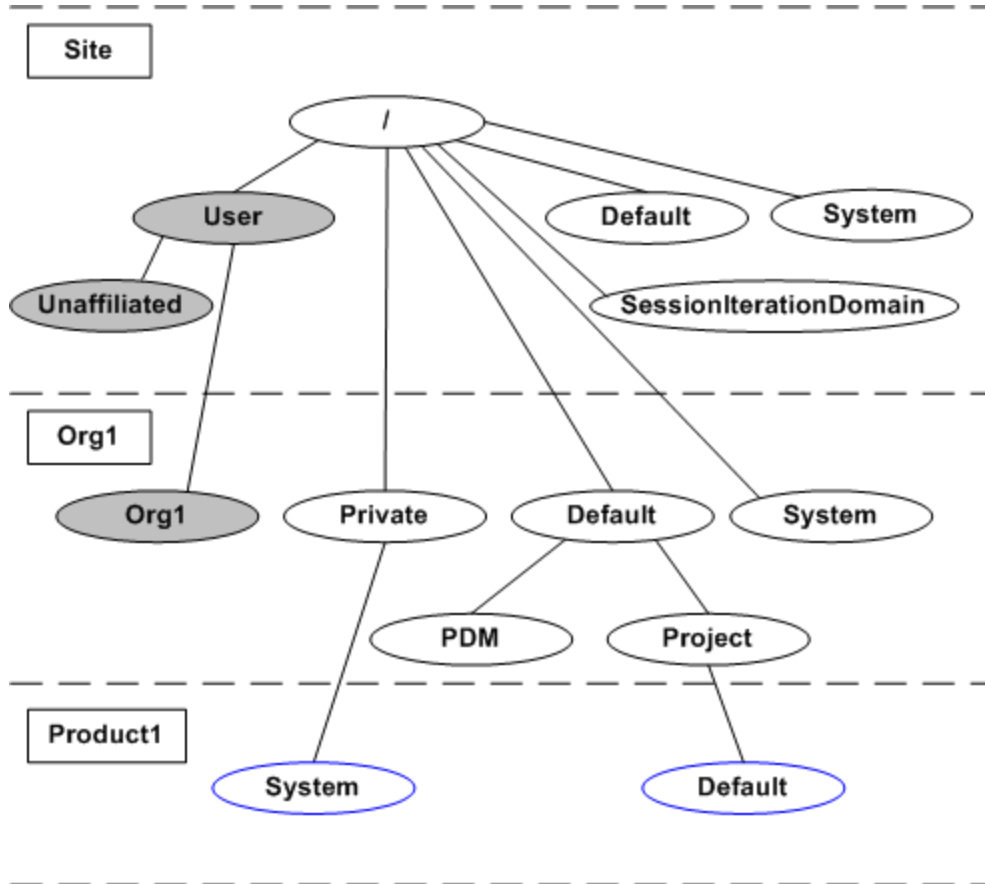 Site
/
User
Default
System
Unaffiliated
SessionIterationDomain
Org1
Org1
Private
Default
System
PDM
Project
Product1
System
Default